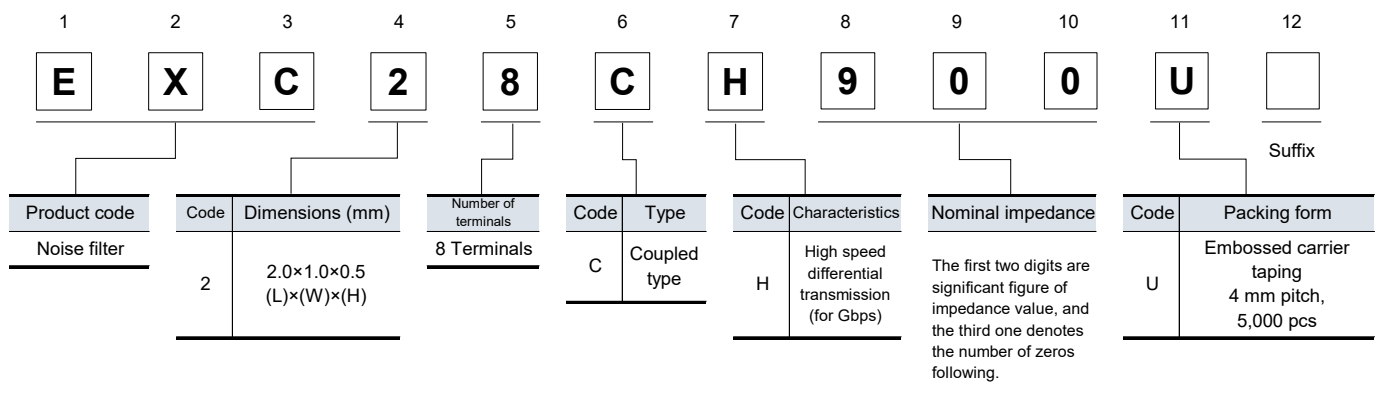 1 2 3 4 5 6 7 8 9 10 11 12
E X C 2 8 C H 9 0 0 U
Suffix
Product code
Noise filter
Code Dimensions (mm)
2 2.0×1.0×0.5
(L)×(W)×(H)
Number of
terminals
8 Terminals
Code Type
C Coupled
type
Code Characteristics
H High speed
differential
transmission
(for Gbps)
Nominal impedance
The first two digits are
significant figure of
impedance value, and
the third one denotes
the number of zeros
following.
Code Packing form
U Embossed carrier
taping
4 mm pitch,
5,000 pcs